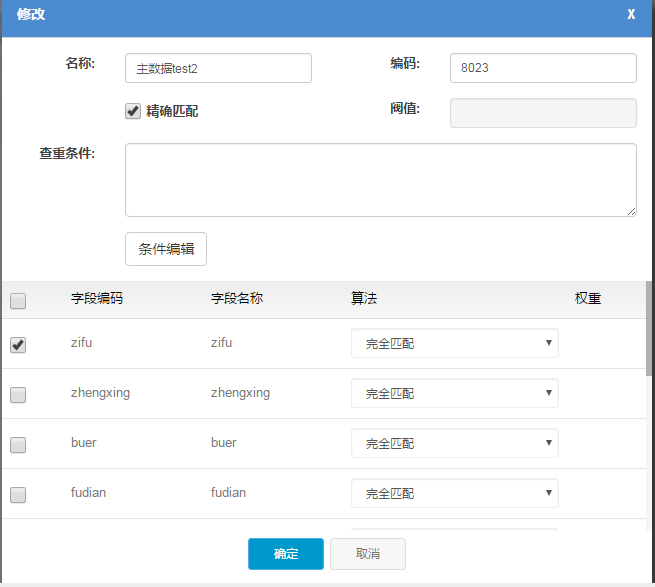 修改 X
名称: 主数据test2 编码: 8023
精确匹配 阀值:
查重条件:
条件编辑
字段编码 字段名称 算法 权重
zifu zifu 完全匹配
zhengxing zhengxing 完全匹配
buer buer 完全匹配
fudian fudian 完全匹配
确定 取消